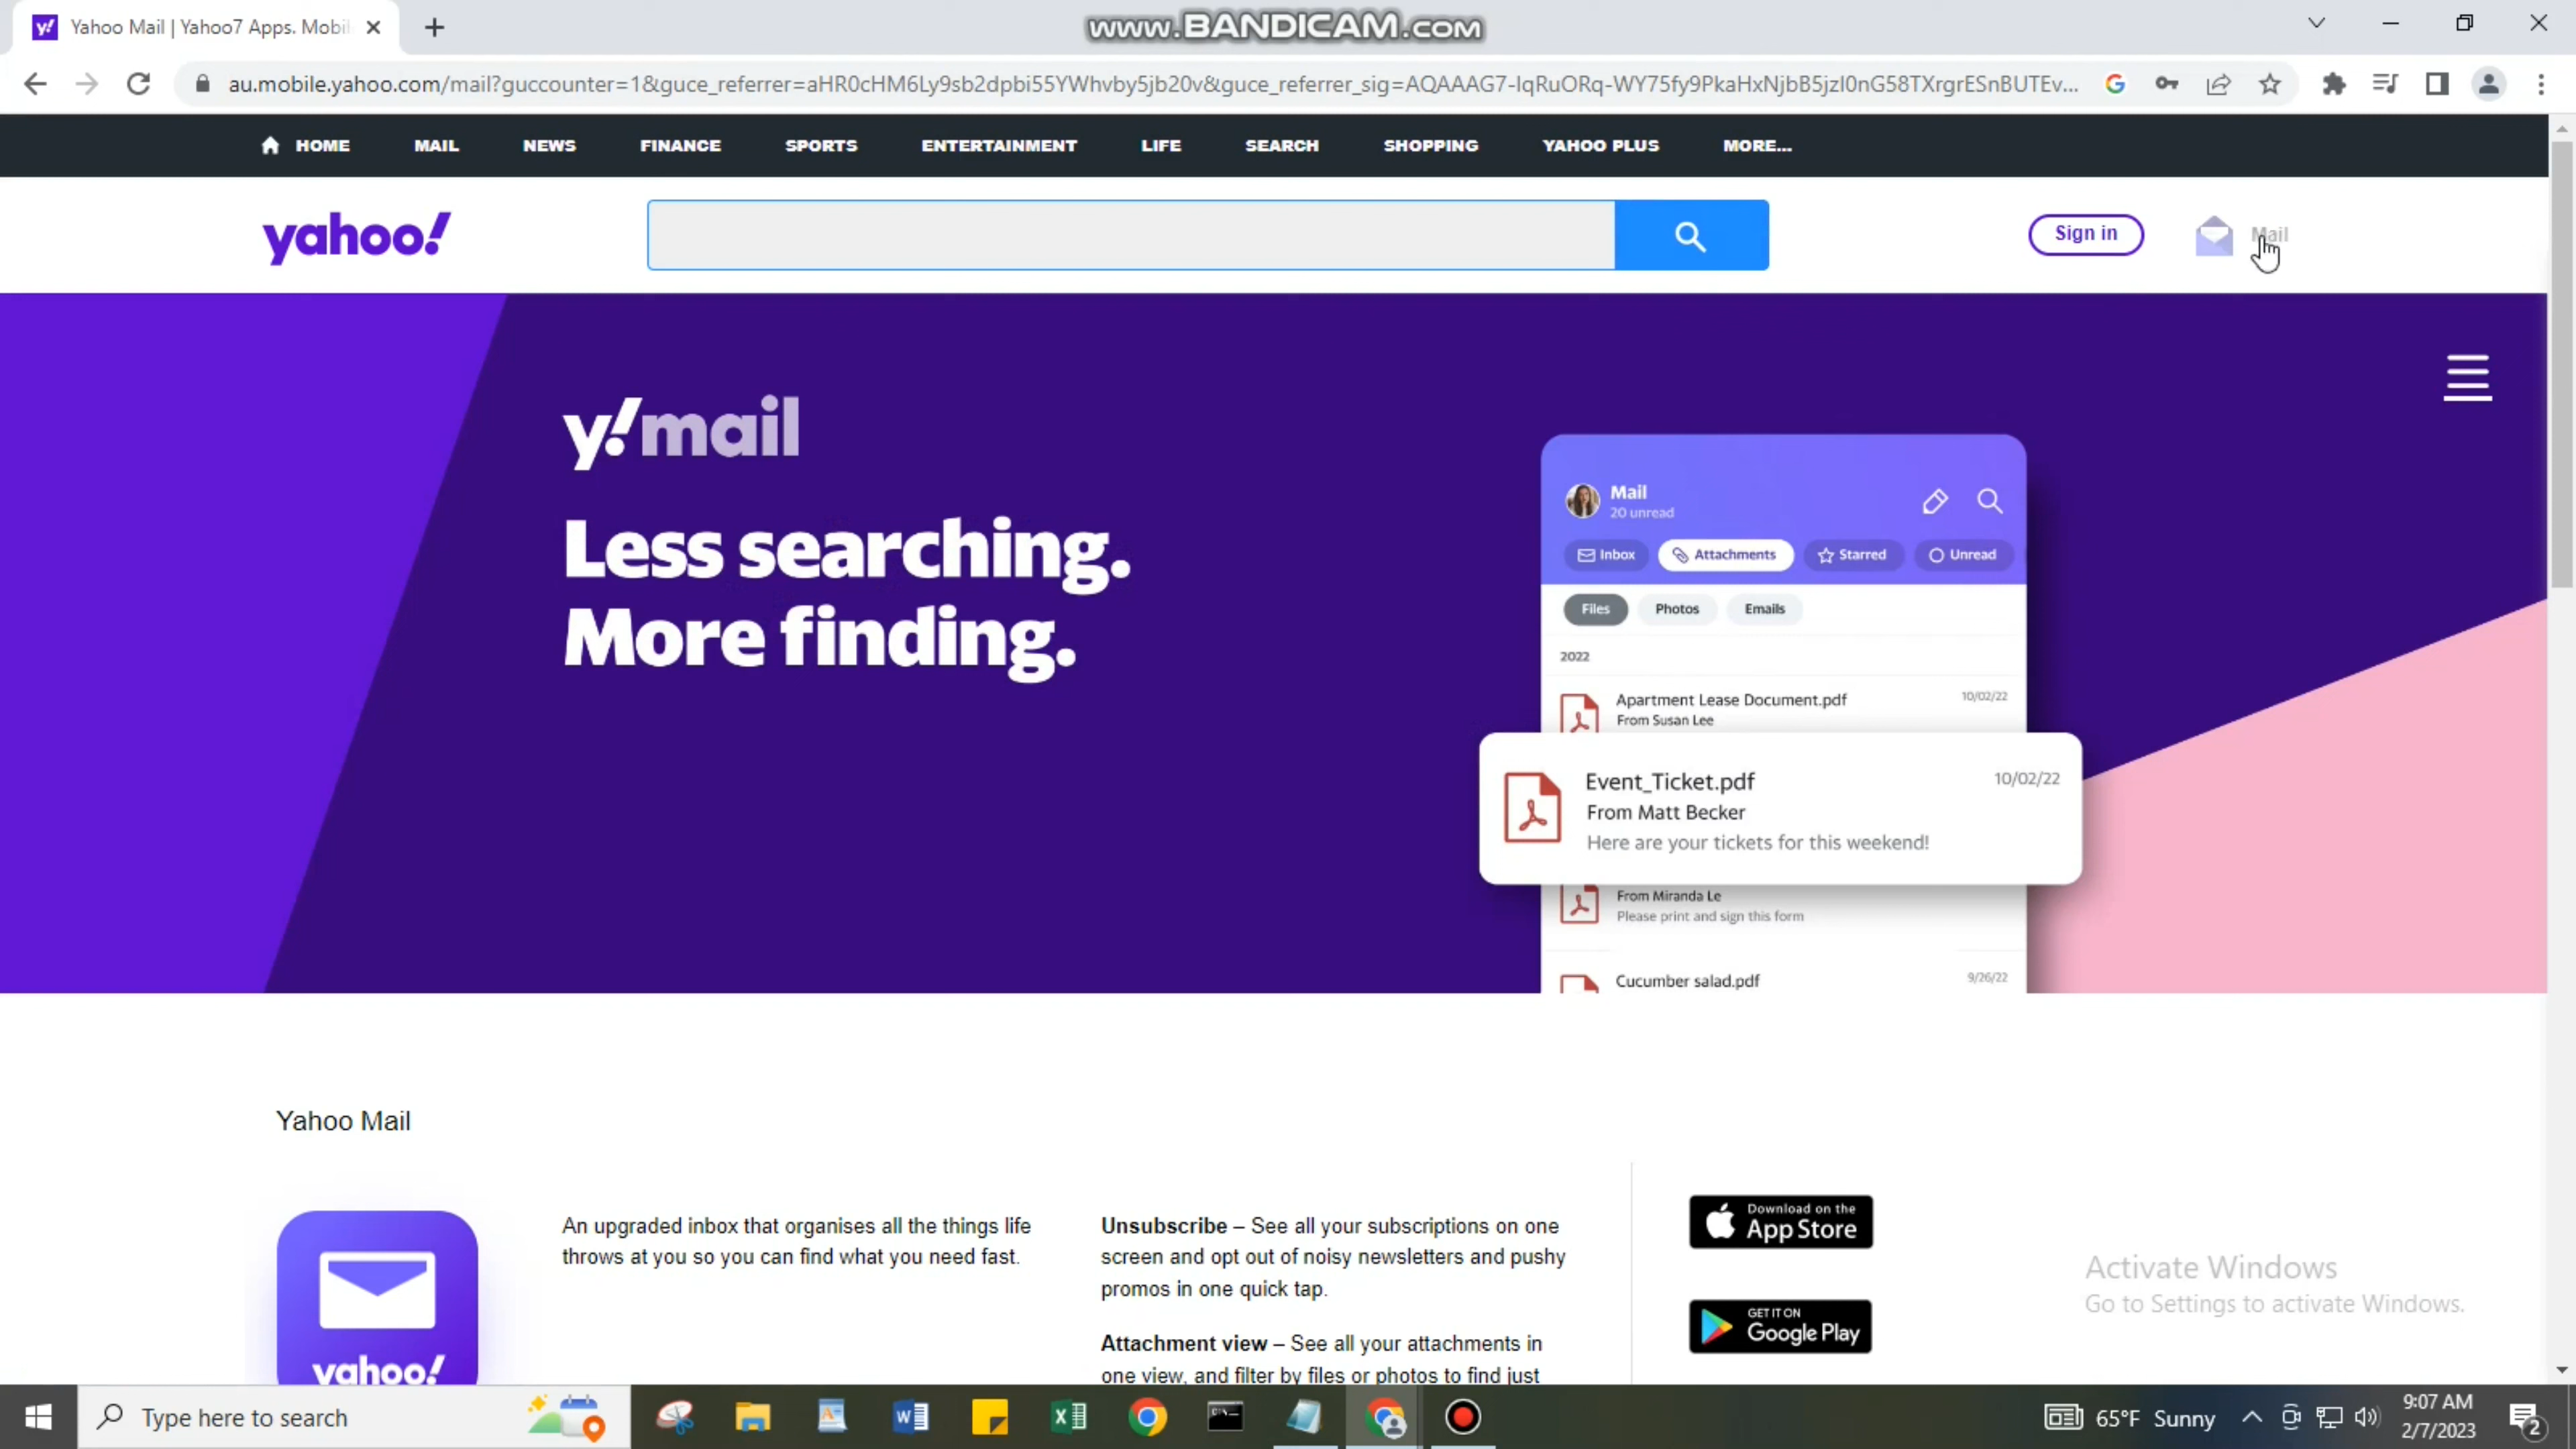 Yahoo Mail | Yahoo7 Apps. Mobil
www.BANDICAM.com
au.mobile.yahoo.com/mail?guccounter=1&guce_referrer=aHR0cHM6Ly9sb2dpbi55YWhvby5jb20v&guce_referrer_sig=AQAAAG7-IqRuORq-WY75fy9PkaHxNjbB5jzI0nG58TXrgrESnBUTEv...
HOME MAIL NEWS FINANCE SPORTS ENTERTAINMENT LIFE SEARCH SHOPPING YAHOO PLUS MORE...
yahoo!
Sign in
Mail
y!mail
Less searching.
More finding.
Mail
20 unread
Inbox Attachments Starred Unread
Files Photos Emails
2022
Apartment Lease Document.pdf 10/02/22
From Susan Lee
Event_Ticket.pdf 10/02/22
From Matt Becker
Here are your tickets for this weekend!
From Miranda Le
Please print and sign this form
Cucumber salad.pdf 9/26/22
Yahoo Mail
yahoo!
An upgraded inbox that organises all the things life
throws at you so you can find what you need fast.
Unsubscribe – See all your subscriptions on one
screen and opt out of noisy newsletters and pushy
promos in one quick tap.
Attachment view – See all your attachments in
one view, and filter by files or photos to find just
Download on the
App Store
GET IT ON
Google Play
Activate Windows
Go to Settings to activate Windows.
Type here to search
65°F Sunny
9:07 AM
2/7/2023
2